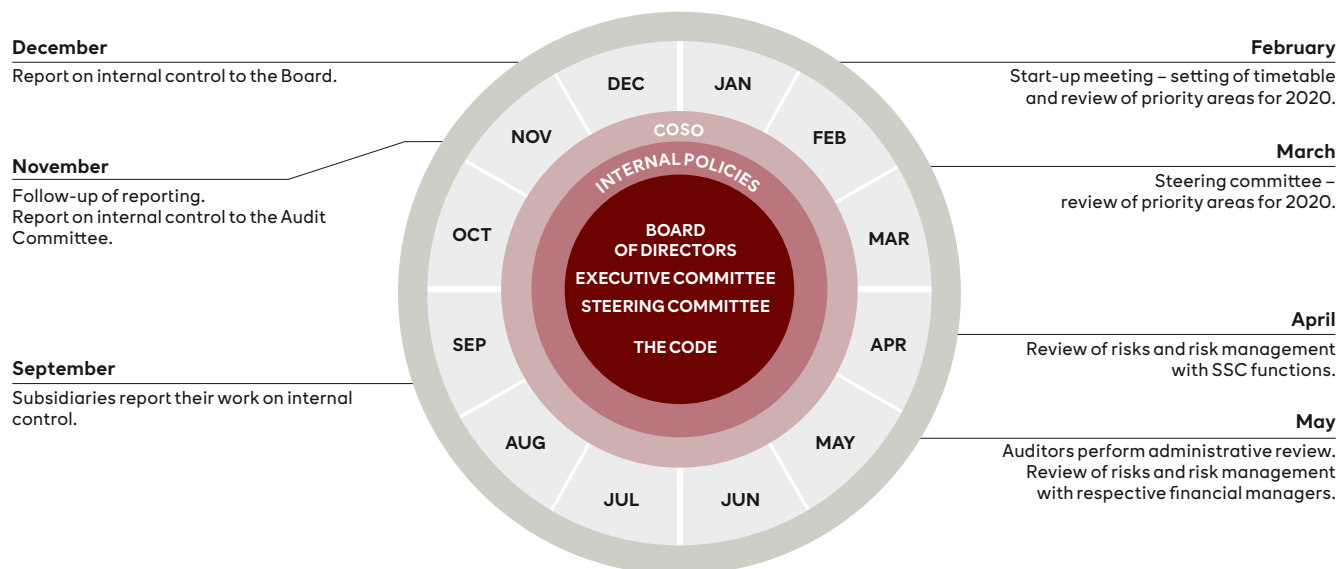 December
Report on internal control to the Board.
November
Follow-up of reporting.
Report on internal control to the Audit
Committee.
September
Subsidiaries report their work on internal
control.
DEC
JAN
NOV
FEB
OCT
MAR
SEP
APR
AUG
MAY
JUL
JUN
COSO
INTERNAL POLICIES
BOARD
OF DIRECTORS
EXECUTIVE COMMITTEE
STEERING COMMITTEE
THE CODE
February
Start-up meeting – setting of timetable
and review of priority areas for 2020.
March
Steering committee –
review of priority areas for 2020.
April
Review of risks and risk management
with SSC functions.
May
Auditors perform administrative review.
Review of risks and risk management
with respective financial managers.